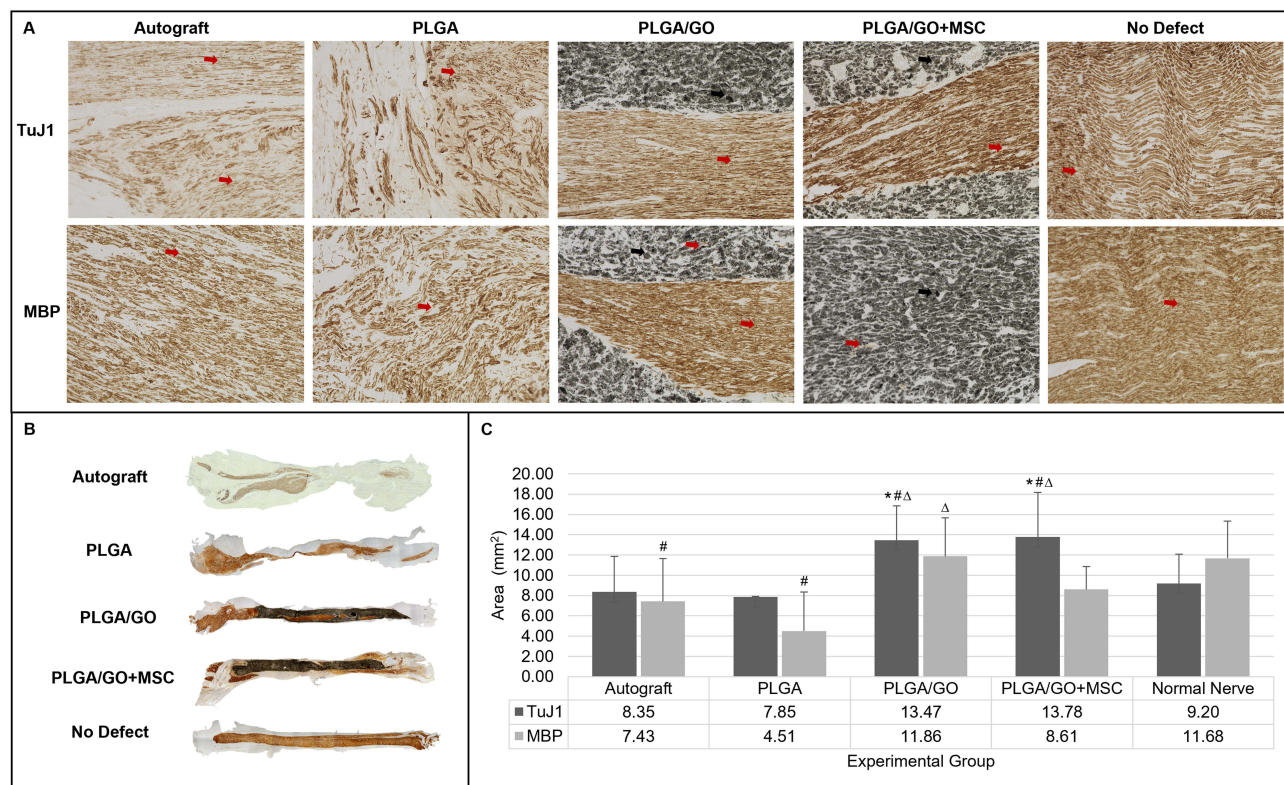 A
Autograft
PLGA
PLGA/GO
PLGA/GO+MSC
No Defect
TuJ1
MBP
B
Autograft
PLGA
PLGA/GO
PLGA/GO+MSC
No Defect
C
Area (mm²)
20.00
18.00
16.00
14.00
12.00
10.00
8.00
6.00
4.00
2.00
0.00
#
#
*#Δ
Δ
*#Δ
Autograft PLGA PLGA/GO PLGA/GO+MSC Normal Nerve
TuJ1 8.35 7.85 13.47 13.78 9.20
MBP 7.43 4.51 11.86 8.61 11.68
Experimental Group